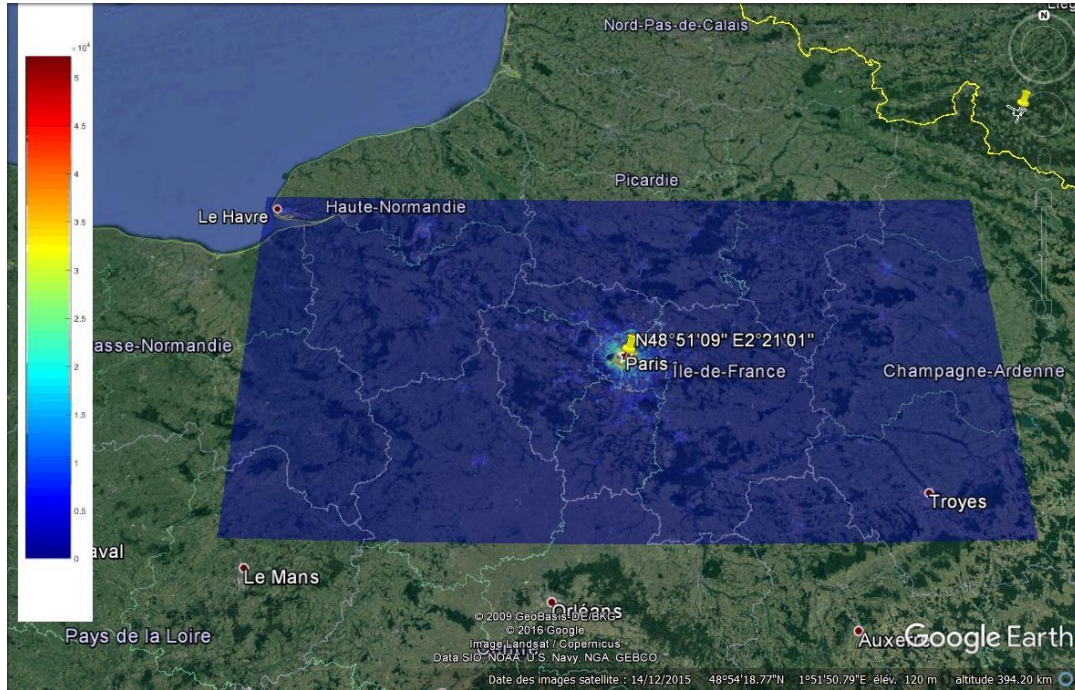 Nord-Pas-de-Calais
N
× 10⁴
5
4.5
4
3.5
3
2.5
2
1.5
1
0.5
0
Picardie
Le Havre
Haute-Normandie
asse-Normandie
N48°51'09" E2°21'01"
Paris
Île-de-France
Champagne-Ardenne
Troyes
aval
Le Mans
Orléans
© 2009 GeoBasis-DE/BKG
© 2016 Google
Image Landsat / Copernicus
Data SIO, NOAA, U.S. Navy, NGA, GEBCO
Pays de la Loire
Google Earth
Date des images satellite : 14/12/2015 48°54'18.77"N 1°51'50.79"E élév. 120 m altitude 394.20 km